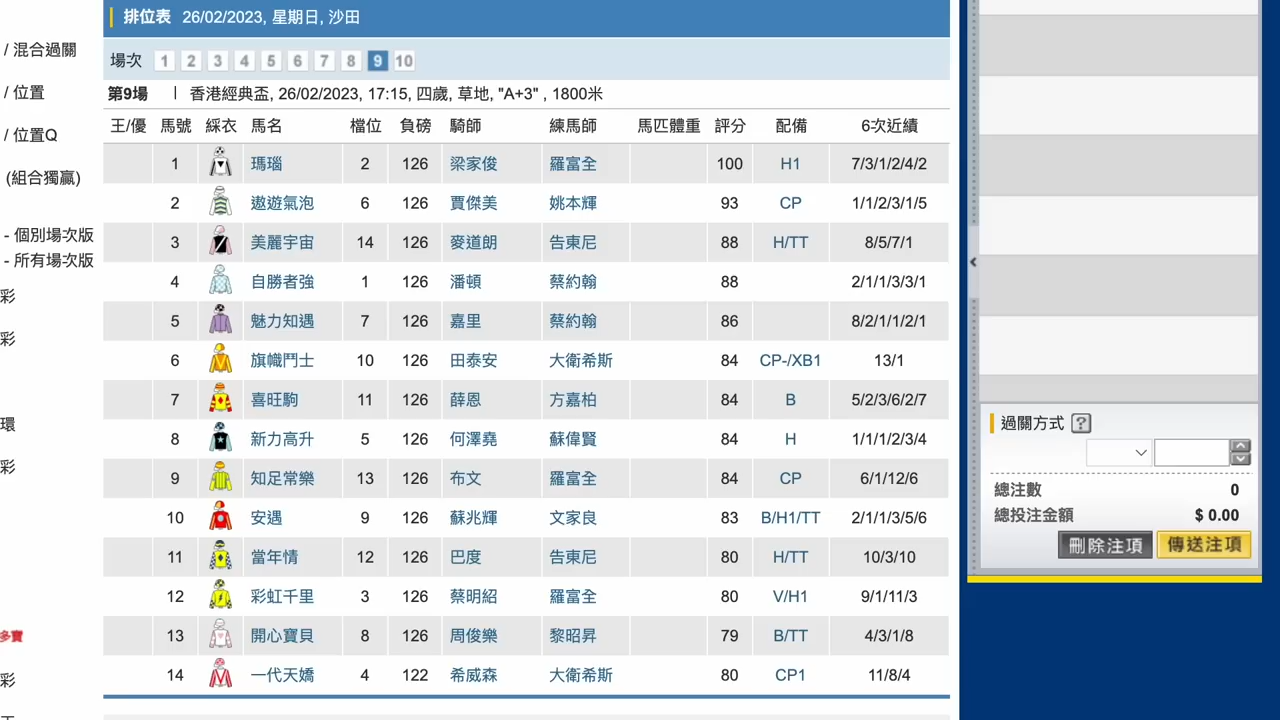 排位表 26/02/2023, 星期日, 沙田
/ 混合過關
場次 1 2 3 4 5 6 7 8 9 10
/ 位置
第9場 | 香港經典盃, 26/02/2023, 17:15, 四歲, 草地, "A+3" , 1800米
/ 位置Q
王/優 馬號 綵衣 馬名 檔位 負磅 騎師 練馬師 馬匹體重 評分 配備 6次近績
1 瑪瑙 2 126 梁家俊 羅富全 100 H1 7/3/1/2/4/2
(組合獨贏)
2 遨遊氣泡 6 126 賈傑美 姚本輝 93 CP 1/1/2/3/1/5
- 個別場次版
3 美麗宇宙 14 126 麥道朗 告東尼 88 H/TT 8/5/7/1
- 所有場次版
4 自勝者強 1 126 潘頓 蔡約翰 88 2/1/1/3/3/1
彩
5 魅力知遇 7 126 嘉里 蔡約翰 86 8/2/1/1/2/1
彩
6 旗幟鬥士 10 126 田泰安 大衛希斯 84 CP-/XB1 13/1
7 喜旺駒 11 126 薛恩 方嘉柏 84 B 5/2/3/6/2/7
環
8 新力高升 5 126 何澤堯 蘇偉賢 84 H 1/1/1/2/3/4
彩
9 知足常樂 13 126 布文 羅富全 84 CP 6/1/12/6
10 安遇 9 126 蘇兆輝 文家良 83 B/H1/TT 2/1/1/3/5/6
11 當年情 12 126 巴度 告東尼 80 H/TT 10/3/10
12 彩虹千里 3 126 蔡明紹 羅富全 80 V/H1 9/1/11/3
13 開心寶貝 8 126 周俊樂 黎昭昇 79 B/TT 4/3/1/8
多寶
14 一代天嬌 4 122 希威森 大衛希斯 80 CP1 11/8/4
彩
過關方式 ?
總注數 0
總投注金額 $ 0.00
刪除注項 傳送注項